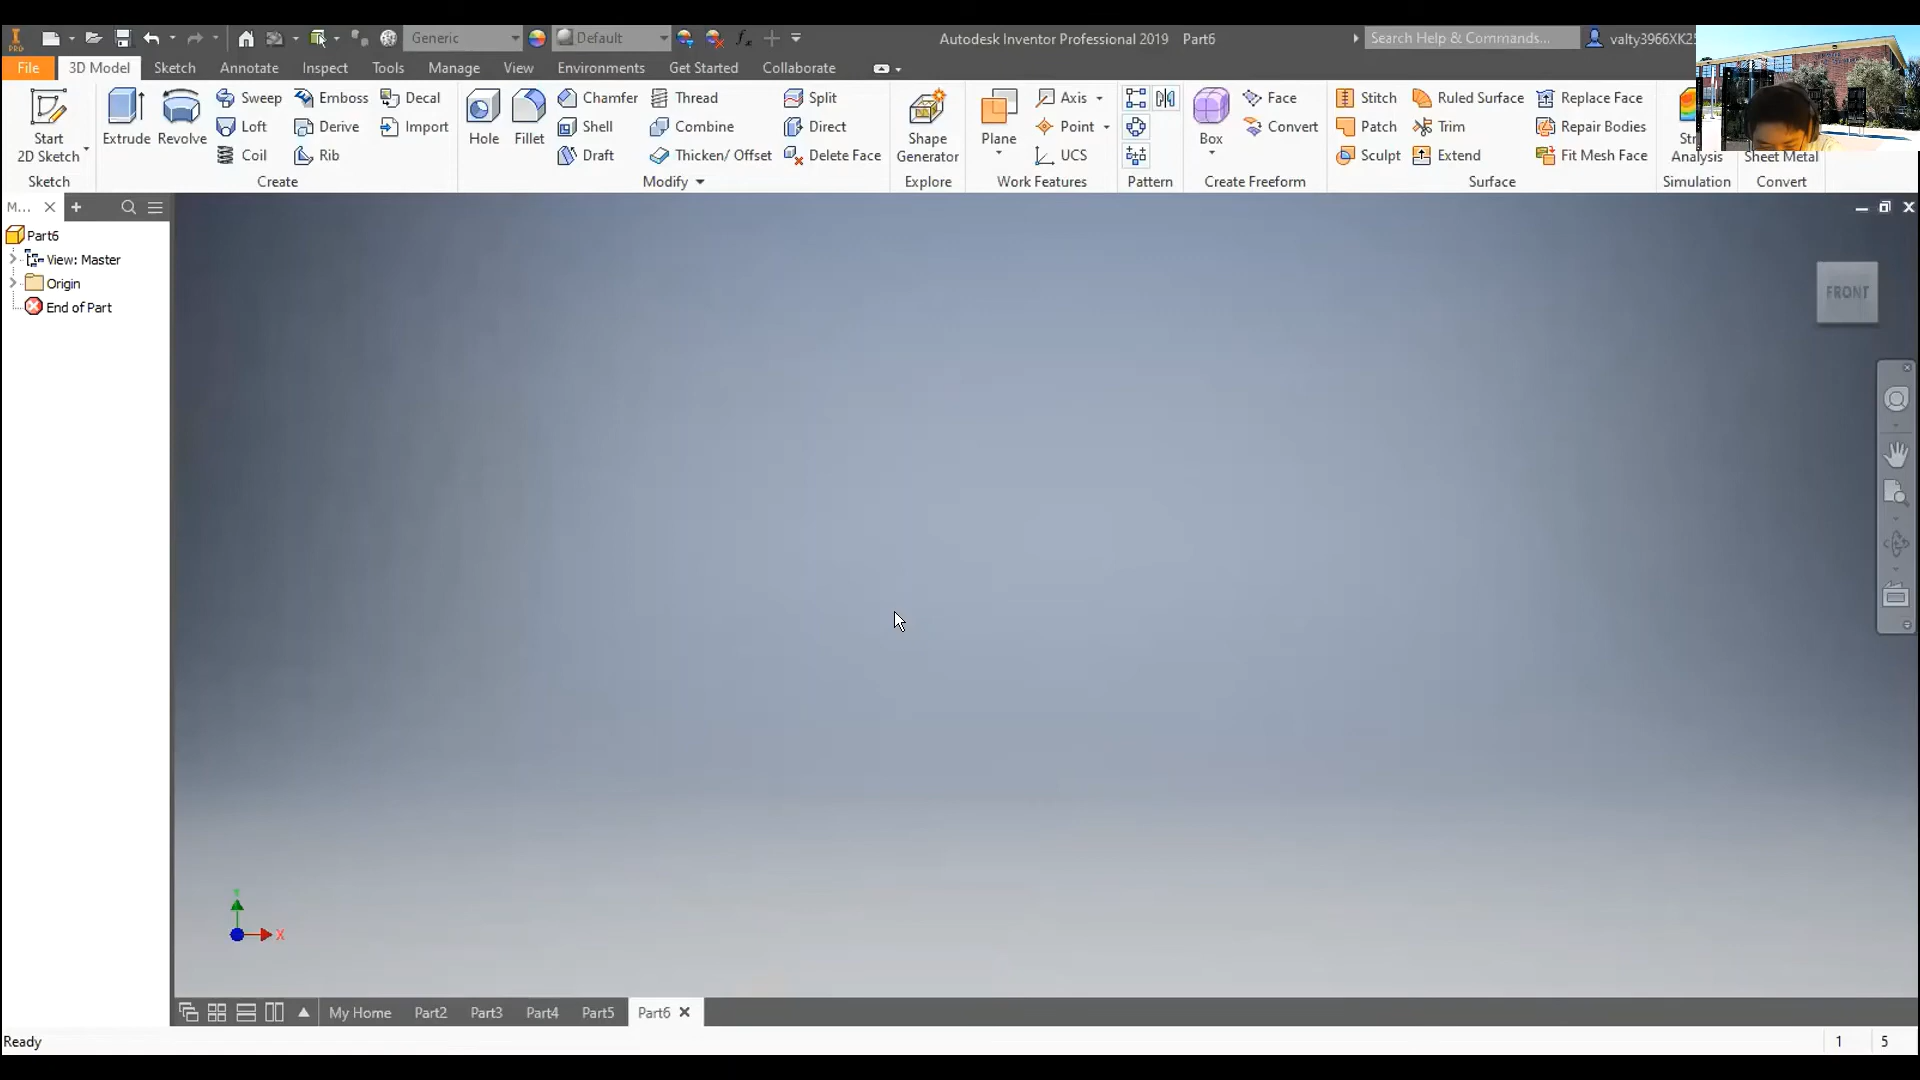 PRO Generic Default Autodesk Inventor Professional 2019 Part6 Search Help & Commands...
File 3D Model Sketch Annotate Inspect Tools Manage View Environments Get Started Collaborate
Start
2D Sketch
Sketch
Extrude Revolve
Sweep Emboss Decal
Loft Derive Import
Coil Rib
Create
Hole Fillet
Chamfer Thread Split
Shell Combine Direct
Draft Thicken/ Offset Delete Face
Modify
Shape
Generator
Explore
Plane
Axis
Point
UCS
Work Features
Pattern
Box
Face
Convert
Create Freeform
Stitch Ruled Surface Replace Face
Patch Trim Repair Bodies
Sculpt Extend Fit Mesh Face
Surface
Analysis
Simulation
Sheet Metal
Convert
M...
Part6
View: Master
Origin
End of Part
FRONT
X
My Home Part2 Part3 Part4 Part5 Part6
Ready
1 5